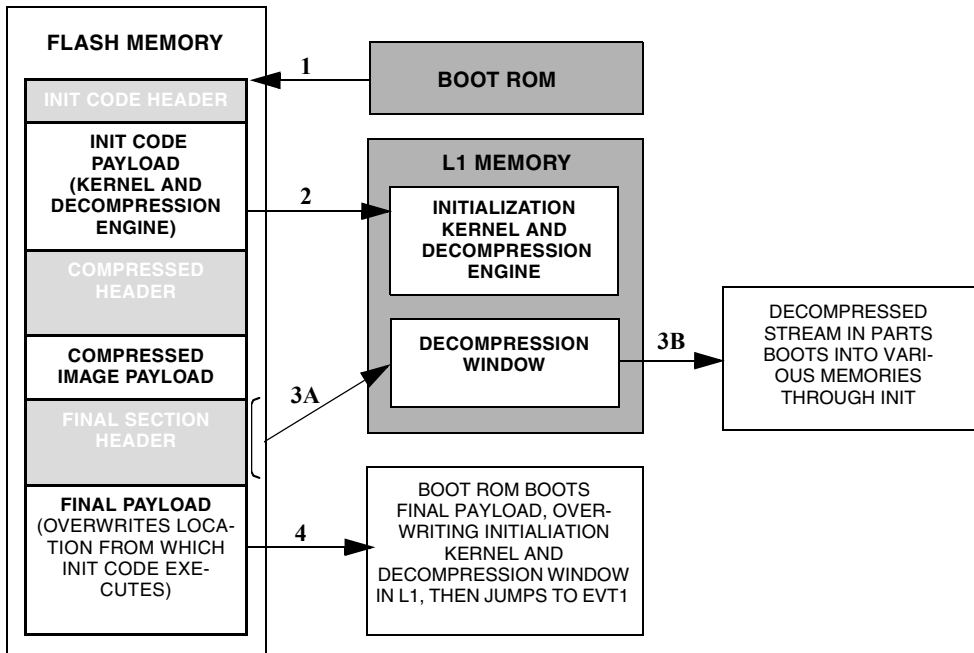 FLASH MEMORY
INIT CODE HEADER
INIT CODE
PAYLOAD
(KERNEL AND
DECOMPRESSION
ENGINE)
COMPRESSED
HEADER
COMPRESSED
IMAGE PAYLOAD
FINAL SECTION
HEADER
FINAL PAYLOAD
(OVERWRITES LOCA-
TION FROM WHICH
INIT CODE EXE-
CUTES)
1
BOOT ROM
L1 MEMORY
2
INITIALIZATION
KERNEL AND
DECOMPRESSION
ENGINE
3A
DECOMPRESSION
WINDOW
3B
DECOMPRESSED
STREAM IN PARTS
BOOTS INTO VARI-
OUS MEMORIES
THROUGH INIT
4
BOOT ROM BOOTS
FINAL PAYLOAD, OVER-
WRITING INITIALIATION
KERNEL AND
DECOMPRESSION WINDOW
IN L1, THEN JUMPS TO EVT1